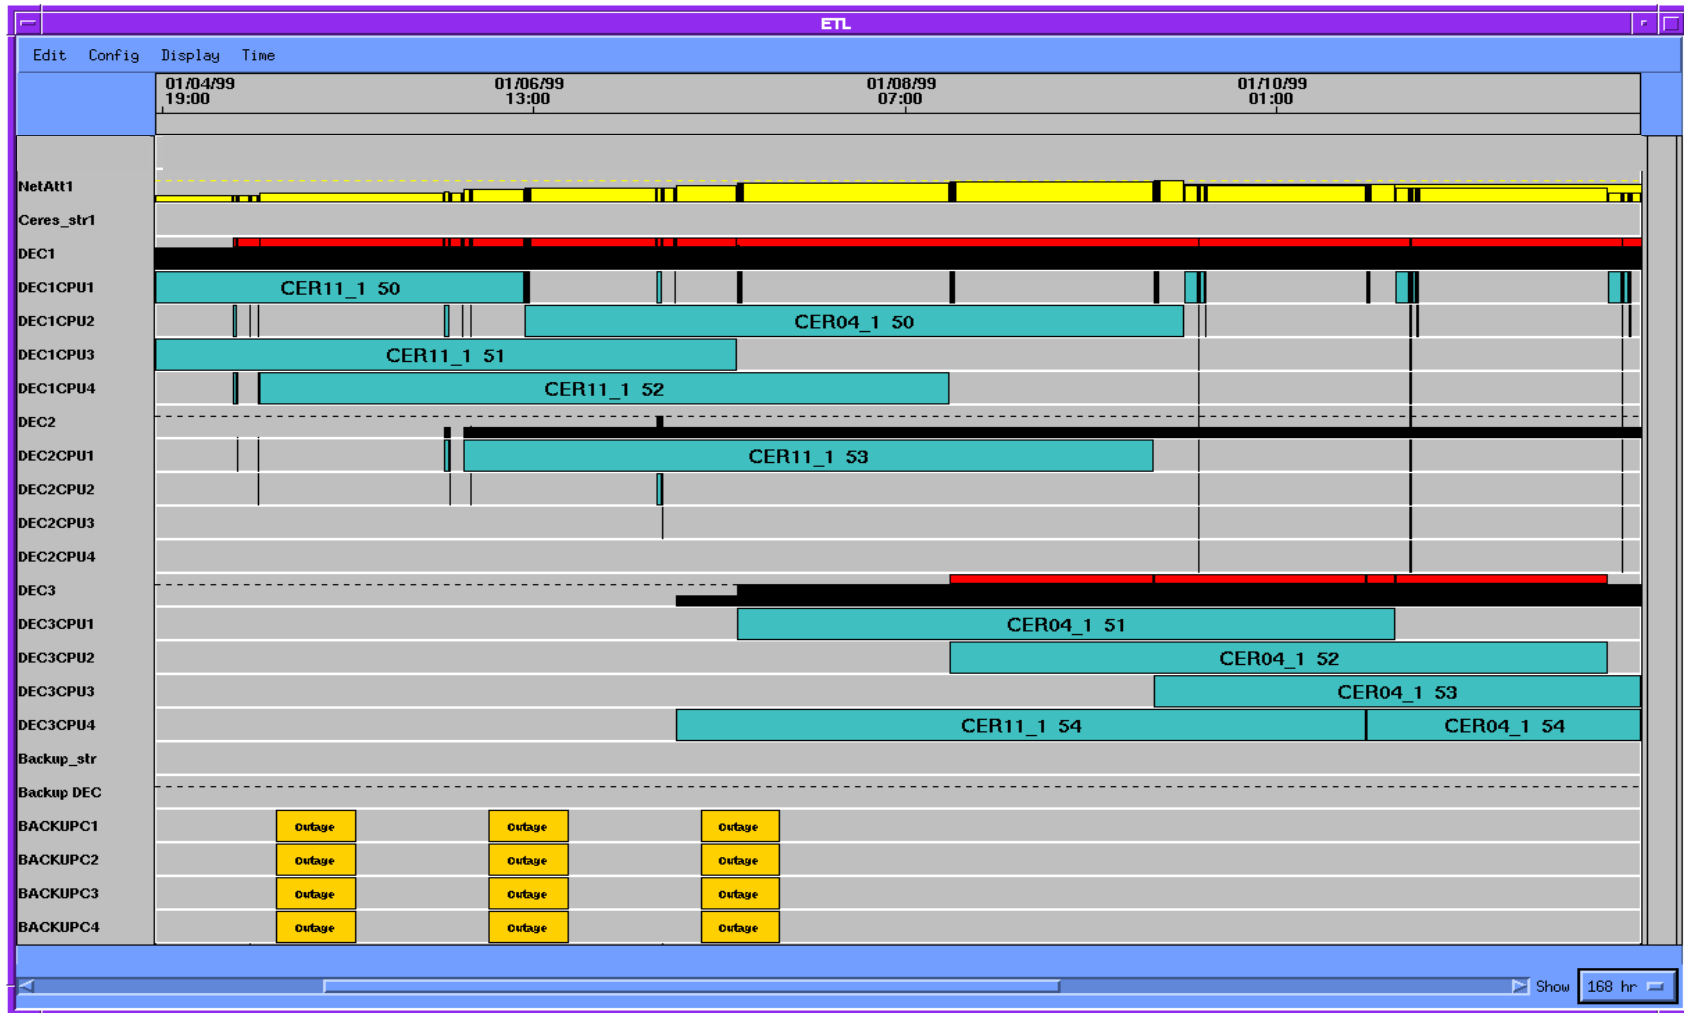 ETL
Edit Config Display Time
01/04/99 01/06/99 01/08/99 01/10/99
19:00 13:00 07:00 01:00
NetAtt1
Ceres_str1
DEC1
DEC1CPU1 CER11_1 50
DEC1CPU2 CER04_1 50
DEC1CPU3 CER11_1 51
DEC1CPU4 CER11_1 52
DEC2
DEC2CPU1 CER11_1 53
DEC2CPU2
DEC2CPU3
DEC2CPU4
DEC3
DEC3CPU1 CER04_1 51
DEC3CPU2 CER04_1 52
DEC3CPU3 CER04_1 53
DEC3CPU4 CER11_1 54 CER04_1 54
Backup_str
Backup DEC
BACKUPC1 Outage Outage Outage
BACKUPC2 Outage Outage Outage
BACKUPC3 Outage Outage Outage
BACKUPC4 Outage Outage Outage
Show 168 hr